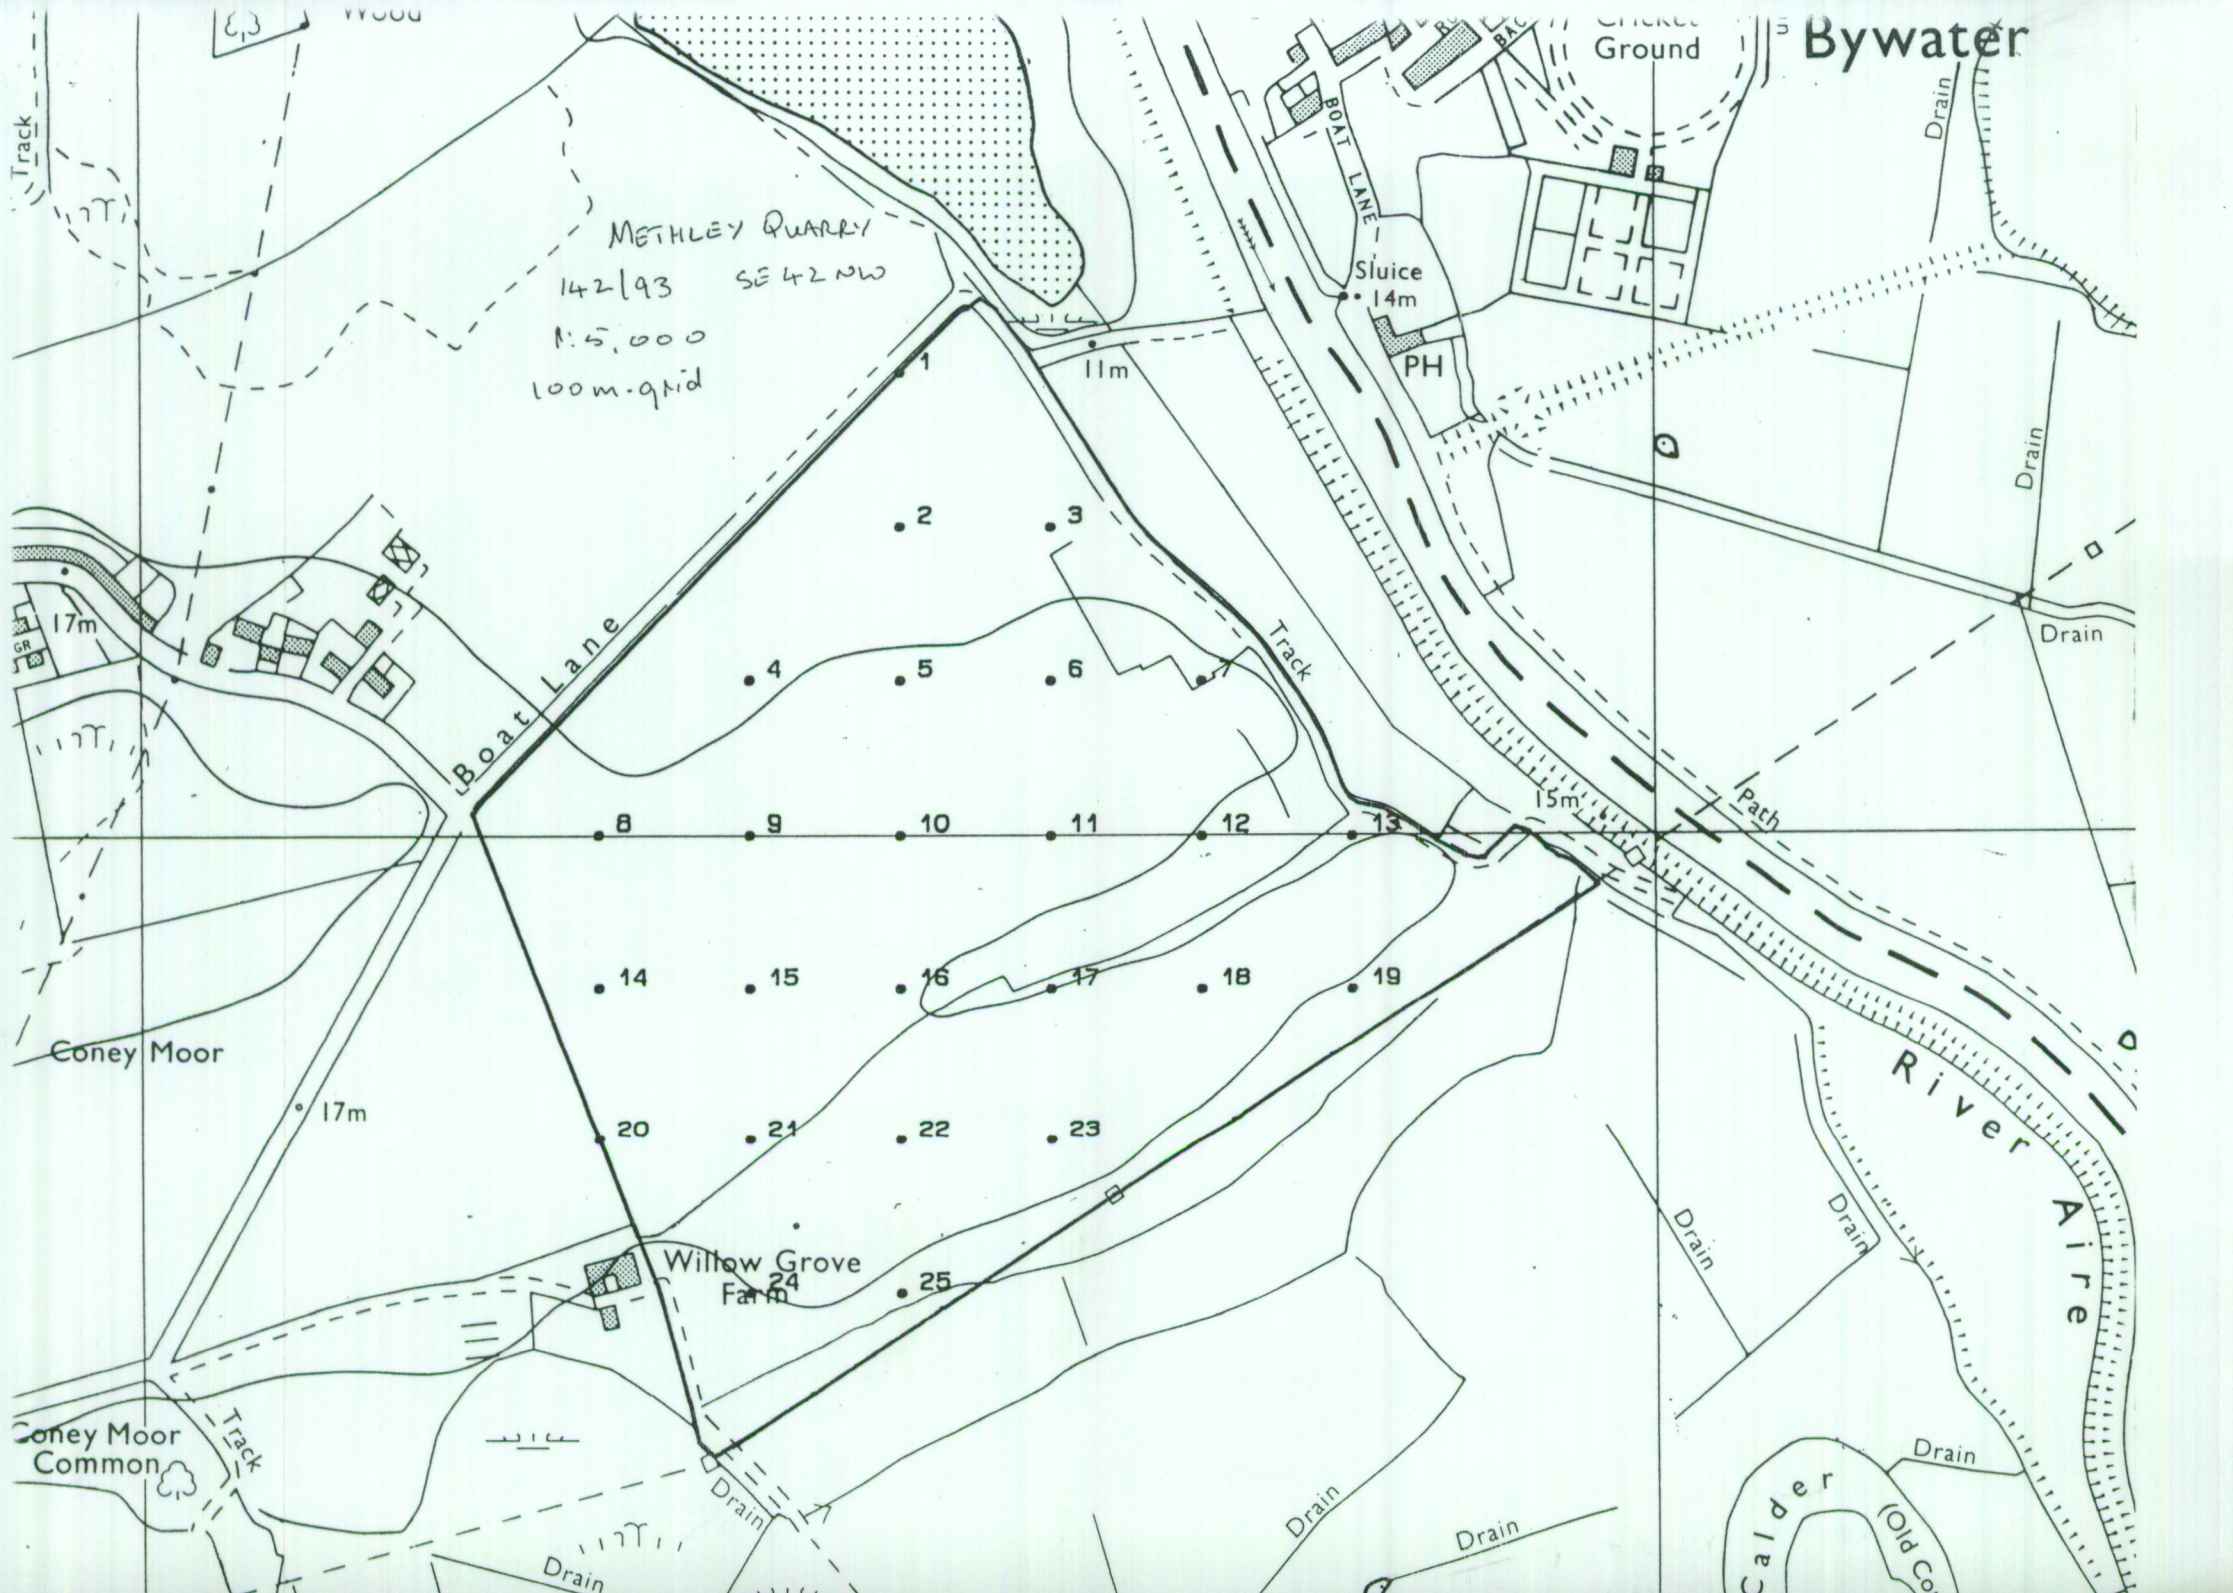 Wood
Cricket
Ground
Bywater
Track
BOAT LANE
Drain
METHLEY QUARRY
142/93 SE 42 NW
1:5,000
100m. grid
Sluice
14m
PH
11m
1
2
3
Drain
17m
GR
Boat Lane
Track
Drain
4
5
6
7
15m
Path
8
9
10
11
12
13
14
15
16
17
18
19
Coney Moor
17m
20
21
22
23
River Aire
Drain
Drain
Willow Grove
Farm
24
25
Coney Moor
Common
Track
Drain
Drain
Drain
Drain
Drain
Calder
(Old Co